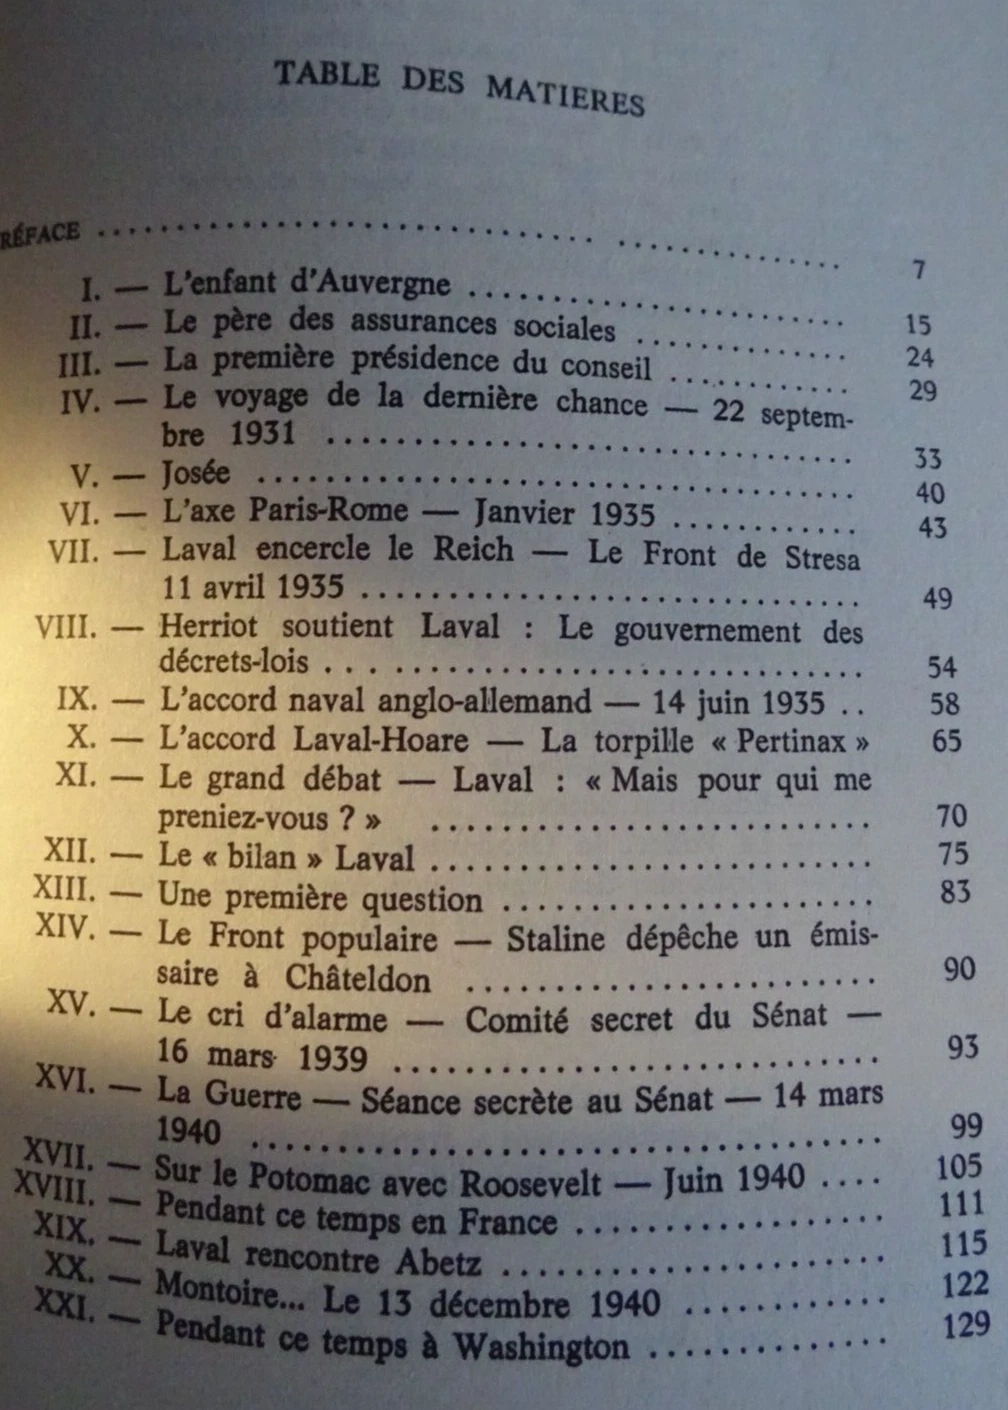 TABLE DES MATIERES
RÉFACE ........................................ 7
I. — L'enfant d'Auvergne ........................ 15
II. — Le père des assurances sociales ............. 24
III. — La première présidence du conseil ........... 29
IV. — Le voyage de la dernière chance — 22 septem-
bre 1931 ........................ 33
V. — Josée ........................ 40
VI. — L'axe Paris-Rome — Janvier 1935 ............ 43
VII. — Laval encercle le Reich — Le Front de Stresa
11 avril 1935 ........................ 49
VIII. — Herriot soutient Laval : Le gouvernement des
décrets-lois ........................ 54
IX. — L'accord naval anglo-allemand — 14 juin 1935 .. 58
X. — L'accord Laval-Hoare — La torpille « Pertinax » 65
XI. — Le grand débat — Laval : « Mais pour qui me
preniez-vous ? » ........................ 70
XII. — Le « bilan » Laval ........................ 75
XIII. — Une première question ...................... 83
XIV. — Le Front populaire — Staline dépêche un émis-
saire à Châteldon ........................ 90
XV. — Le cri d'alarme — Comité secret du Sénat —
16 mars 1939 ........................ 93
XVI. — La Guerre — Séance secrète au Sénat — 14 mars
1940 ........................ 99
XVII. — Sur le Potomac avec Roosevelt — Juin 1940 .... 105
XVIII. — Pendant ce temps en France .................. 111
XIX. — Laval rencontre Abetz ....................... 115
XX. — Montoire... Le 13 décembre 1940 ............ 122
XXI. — Pendant ce temps à Washington .............. 129